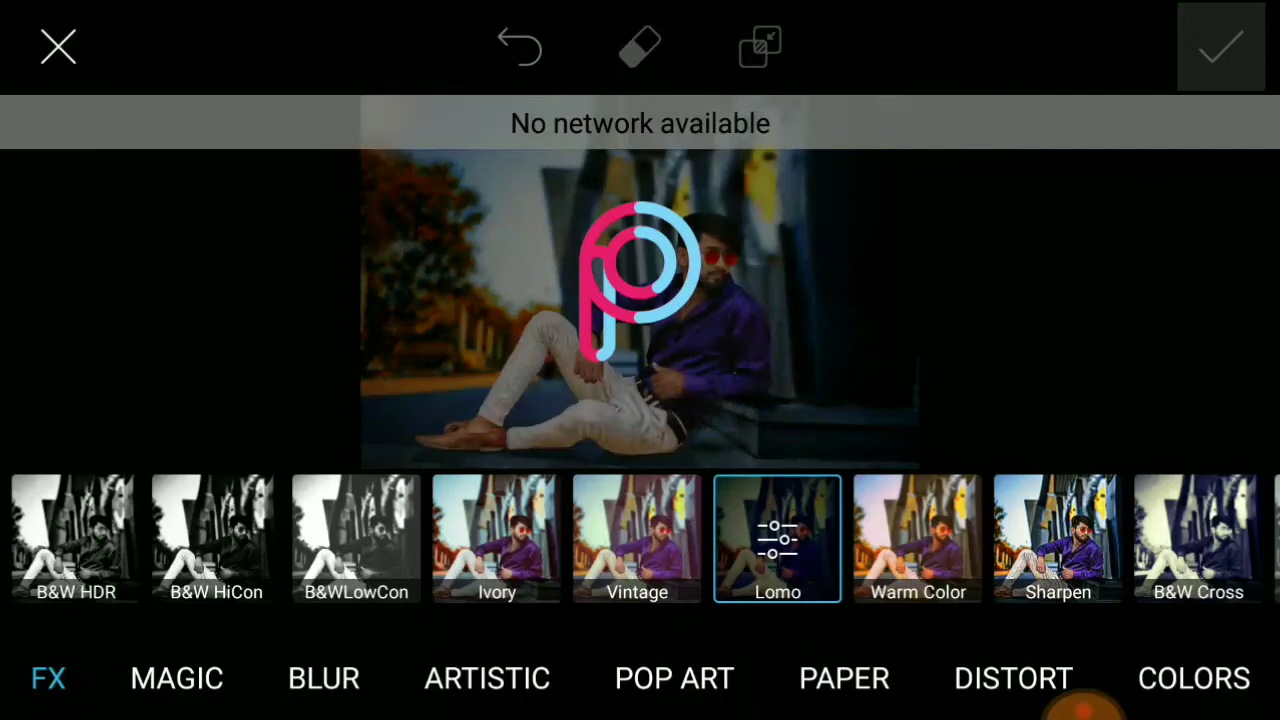 No network available
B&W HDR
B&W HiCon
B&WLowCon
Ivory
Vintage
Lomo
Warm Color
Sharpen
B&W Cross
FX
MAGIC
BLUR
ARTISTIC
POP ART
PAPER
DISTORT
COLORS